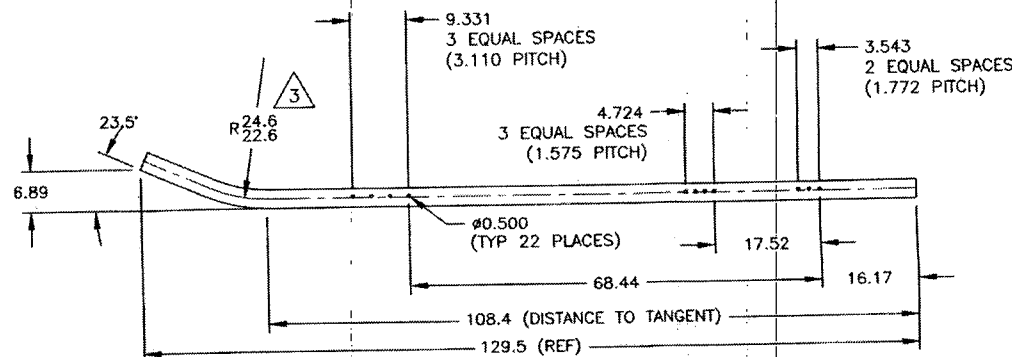 9.331
3 EQUAL SPACES
(3.110 PITCH)
3.543
2 EQUAL SPACES
(1.772 PITCH)
3
R24.6
22.6
4.724
3 EQUAL SPACES
(1.575 PITCH)
23.5°
6.89
ø0.500
(TYP 22 PLACES)
17.52
68.44
16.17
108.4 (DISTANCE TO TANGENT)
129.5 (REF)